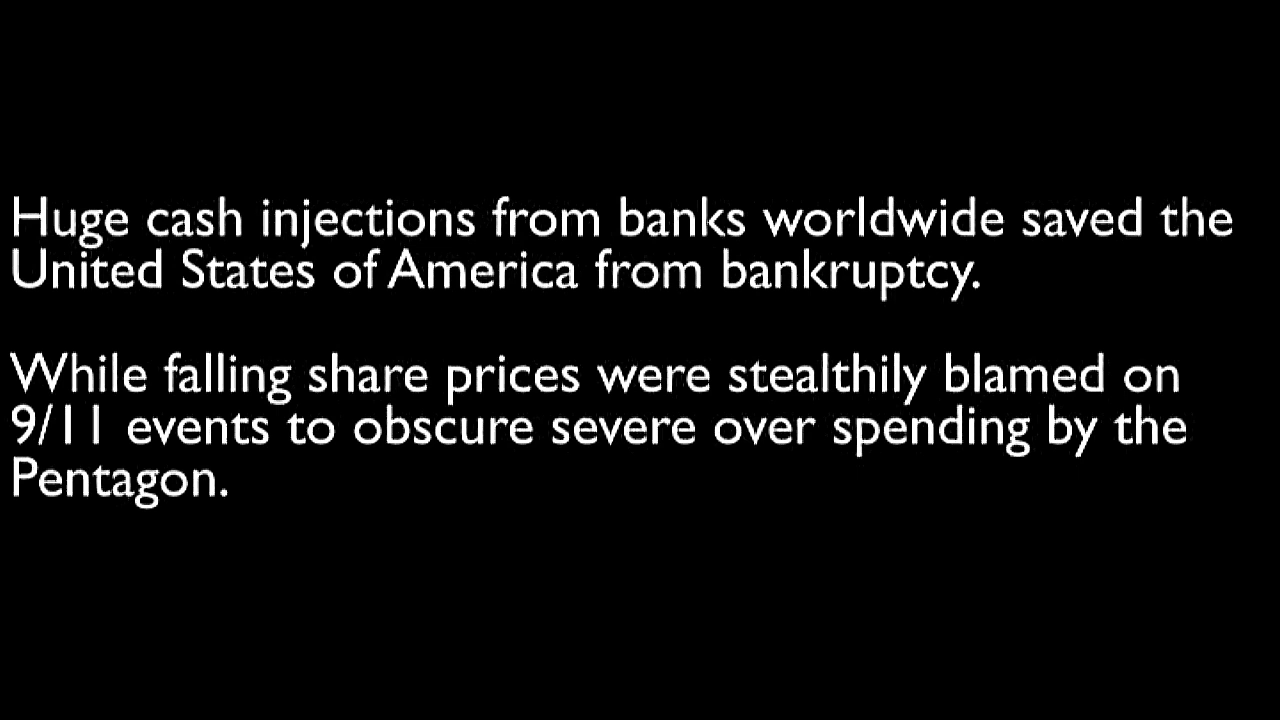 Huge cash injections from banks worldwide saved the
United States of America from bankruptcy.
While falling share prices were stealthily blamed on
9/11 events to obscure severe over spending by the
Pentagon.